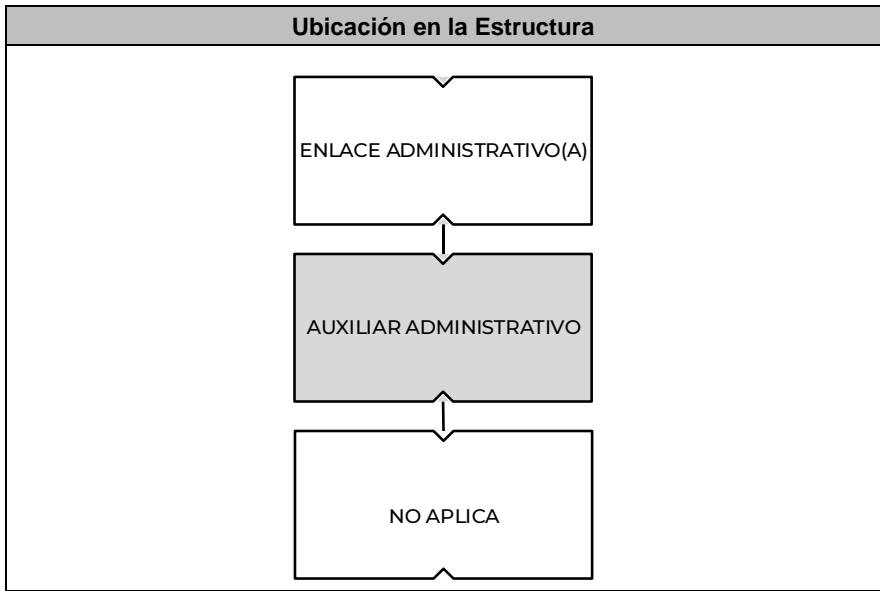 Ubicación en la Estructura
ENLACE ADMINISTRATIVO(A)
AUXILIAR ADMINISTRATIVO
NO APLICA